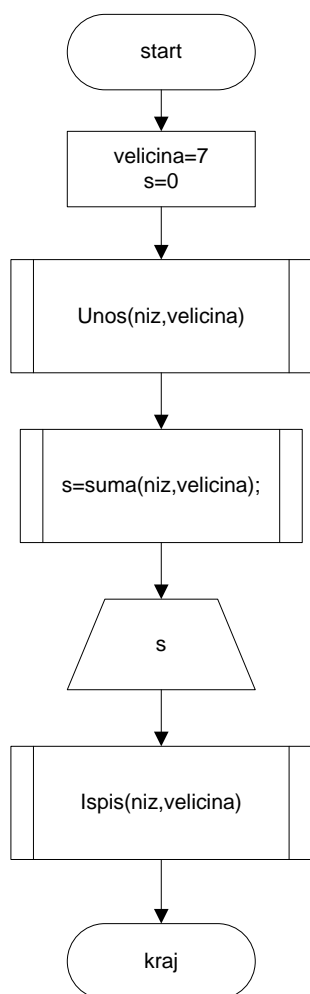 start
velicina=7
s=0
Unos(niz,velicina)
s=suma(niz,velicina);
s
Ispis(niz,velicina)
kraj